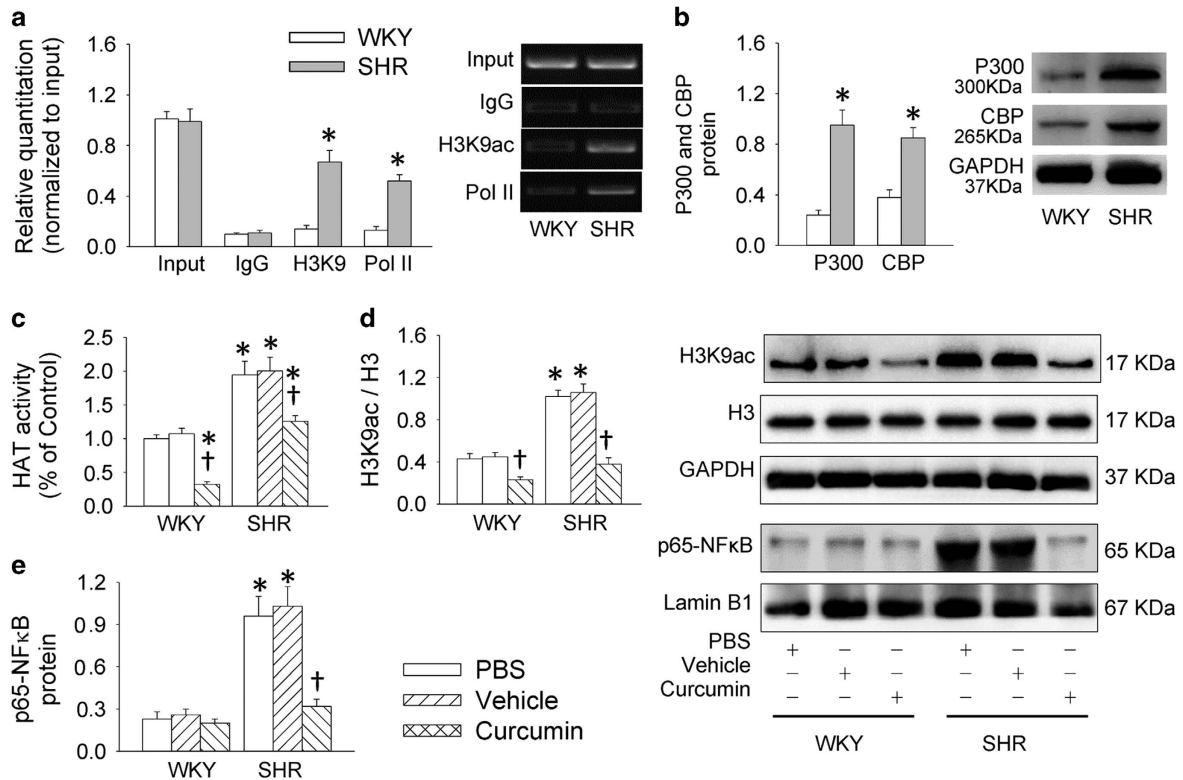 a
Relative quantitation
(normalized to input)
1.6
1.2
0.8
0.4
0.0
WKY
SHR
*
*
Input
IgG
H3K9
Pol II
Input
IgG
H3K9ac
Pol II
WKY SHR
b
P300 and CBP
protein
1.6
1.2
0.8
0.4
0.0
*
*
P300
CBP
P300
300KDa
CBP
265KDa
GAPDH
37KDa
WKY SHR
c
HAT activity
(% of Control)
2.5
2.0
1.5
1.0
0.5
0.0
*
†
*
*
*
†
WKY
SHR
d
H3K9ac / H3
1.6
1.2
0.8
0.4
0.0
†
*
*
†
WKY
SHR
H3K9ac 17 KDa
H3 17 KDa
GAPDH 37 KDa
p65-NFκB 65 KDa
Lamin B1 67 KDa
PBS + − − + − −
Vehicle − + − − + −
Curcumin − − + − − +
WKY
SHR
e
p65-NFκB
protein
1.2
0.9
0.6
0.3
0.0
*
*
†
WKY
SHR
PBS
Vehicle
Curcumin